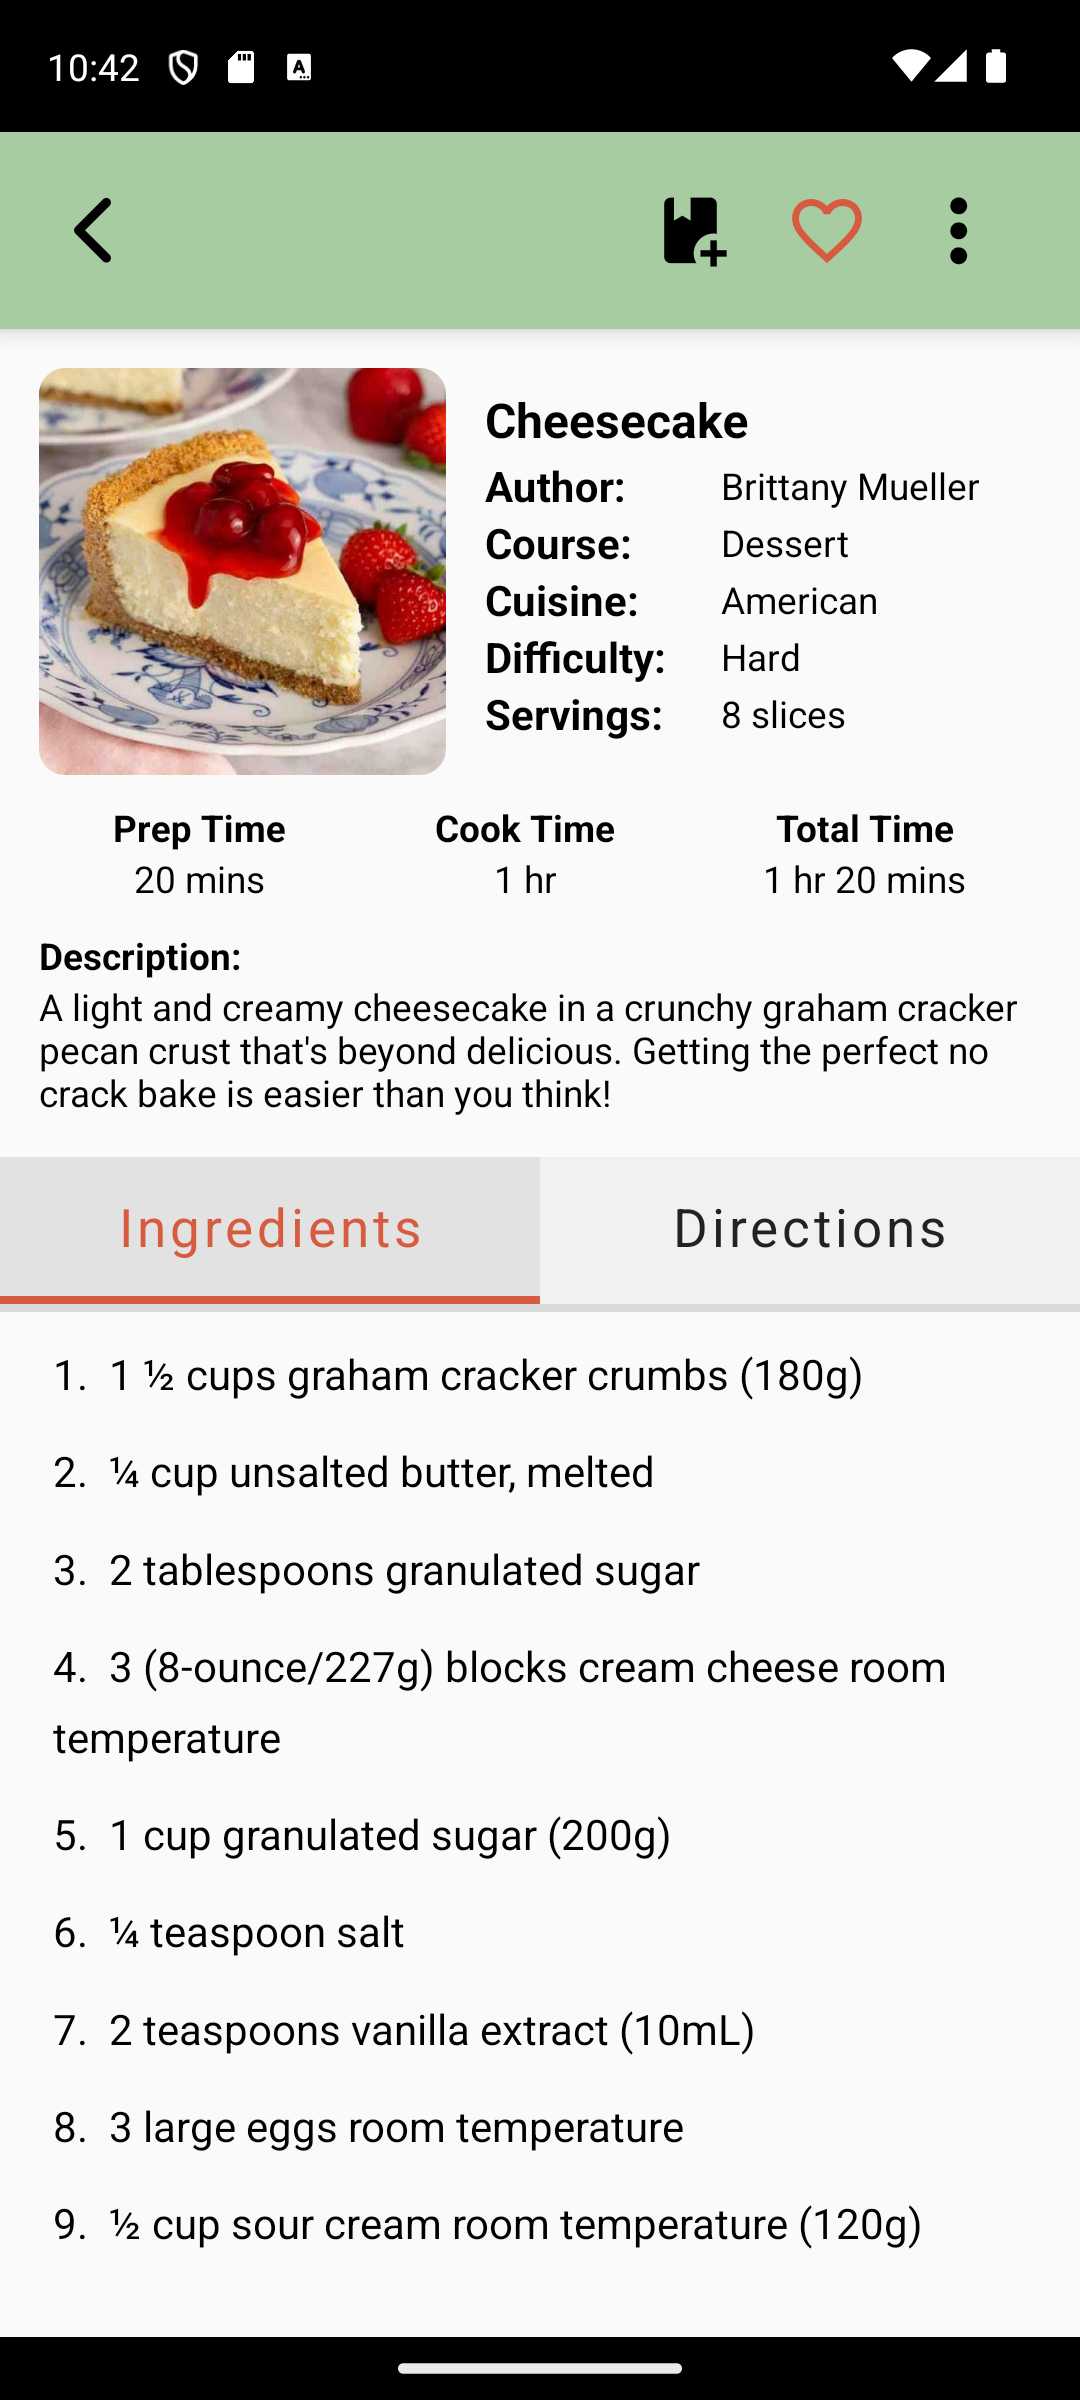 10:42
Cheesecake
Author: Brittany Mueller
Course: Dessert
Cuisine: American
Difficulty: Hard
Servings: 8 slices
Prep Time Cook Time Total Time
20 mins 1 hr 1 hr 20 mins
Description:
A light and creamy cheesecake in a crunchy graham cracker
pecan crust that's beyond delicious. Getting the perfect no
crack bake is easier than you think!
Ingredients Directions
1. 1 ½ cups graham cracker crumbs (180g)
2. ¼ cup unsalted butter, melted
3. 2 tablespoons granulated sugar
4. 3 (8-ounce/227g) blocks cream cheese room
temperature
5. 1 cup granulated sugar (200g)
6. ¼ teaspoon salt
7. 2 teaspoons vanilla extract (10mL)
8. 3 large eggs room temperature
9. ½ cup sour cream room temperature (120g)